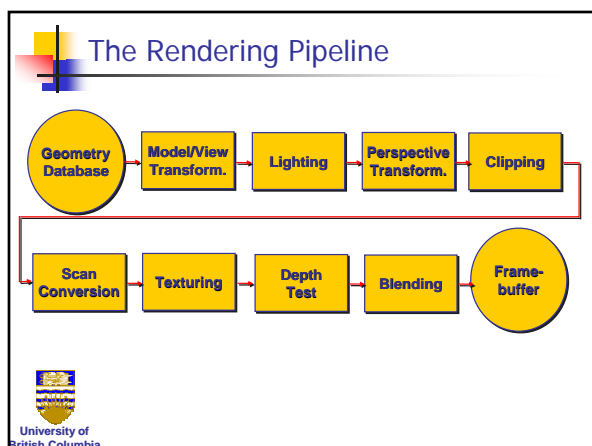 The Rendering Pipeline
Geometry
Database
Model/View
Transform.
Lighting
Perspective
Transform.
Clipping
Scan
Conversion
Texturing
Depth
Test
Blending
Frame-
buffer
University of
British Columbia